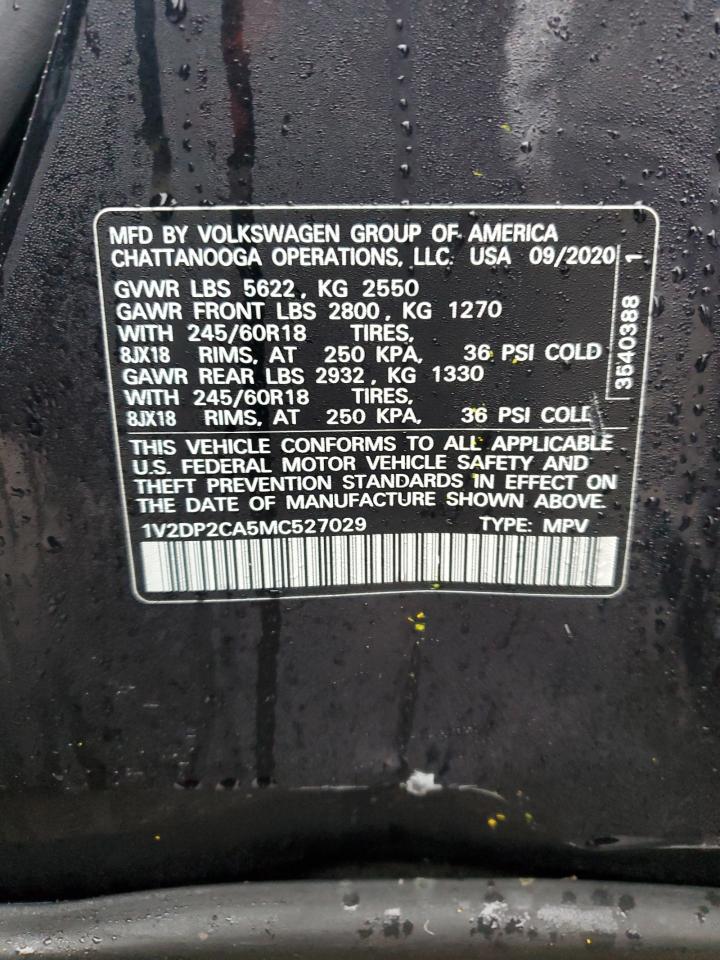 MFD BY VOLKSWAGEN GROUP OF AMERICA
CHATTANOOGA OPERATIONS, LLC. USA 09/2020
GVWR LBS 5622, KG 2550
GAWR FRONT LBS 2800, KG 1270
WITH 245/60R18 TIRES,
8JX18 RIMS, AT 250 KPA, 36 PSI COLD
GAWR REAR LBS 2932, KG 1330
WITH 245/60R18 TIRES,
8JX18 RIMS, AT 250 KPA, 36 PSI COLD
3540388 1
THIS VEHICLE CONFORMS TO ALL APPLICABLE
U.S. FEDERAL MOTOR VEHICLE SAFETY AND
THEFT PREVENTION STANDARDS IN EFFECT ON
THE DATE OF MANUFACTURE SHOWN ABOVE.
1V2DP2CA5MC527029 TYPE: MPV